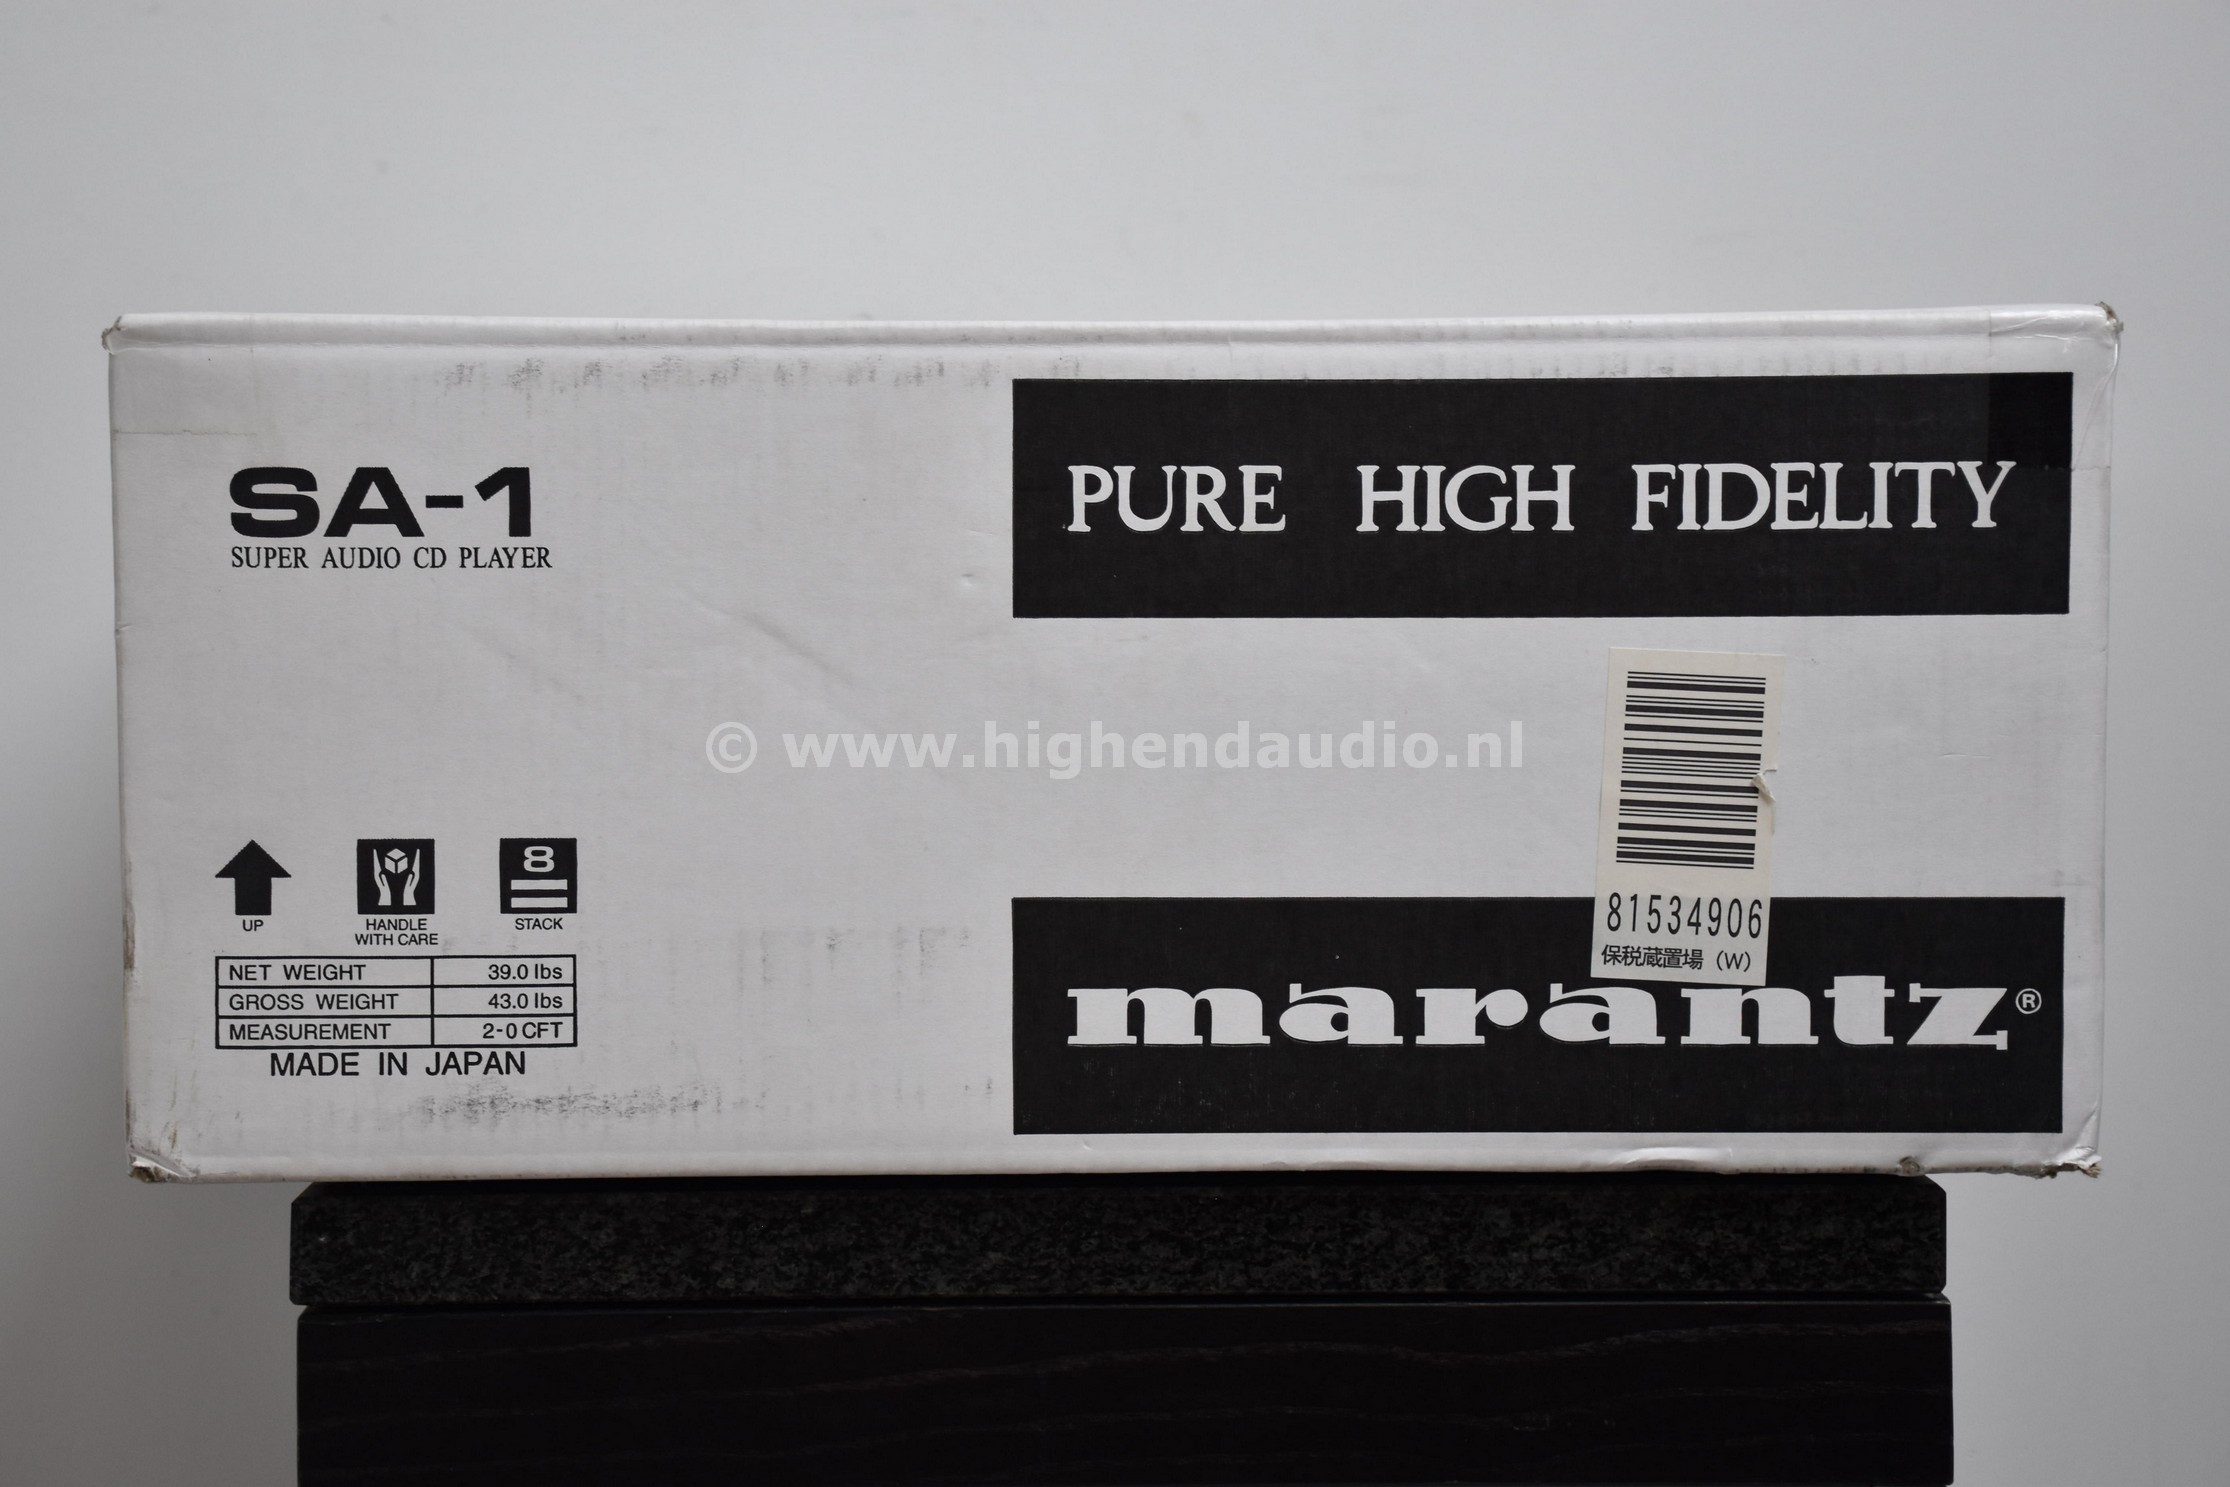 SA-1
SUPER AUDIO CD PLAYER
PURE HIGH FIDELITY
© www.highendaudio.nl
UP
HANDLE
WITH CARE
8
STACK
NET WEIGHT 39.0 lbs
GROSS WEIGHT 43.0 lbs
MEASUREMENT 2-0 CFT
MADE IN JAPAN
81534906
保税蔵置場 (W)
marantz®